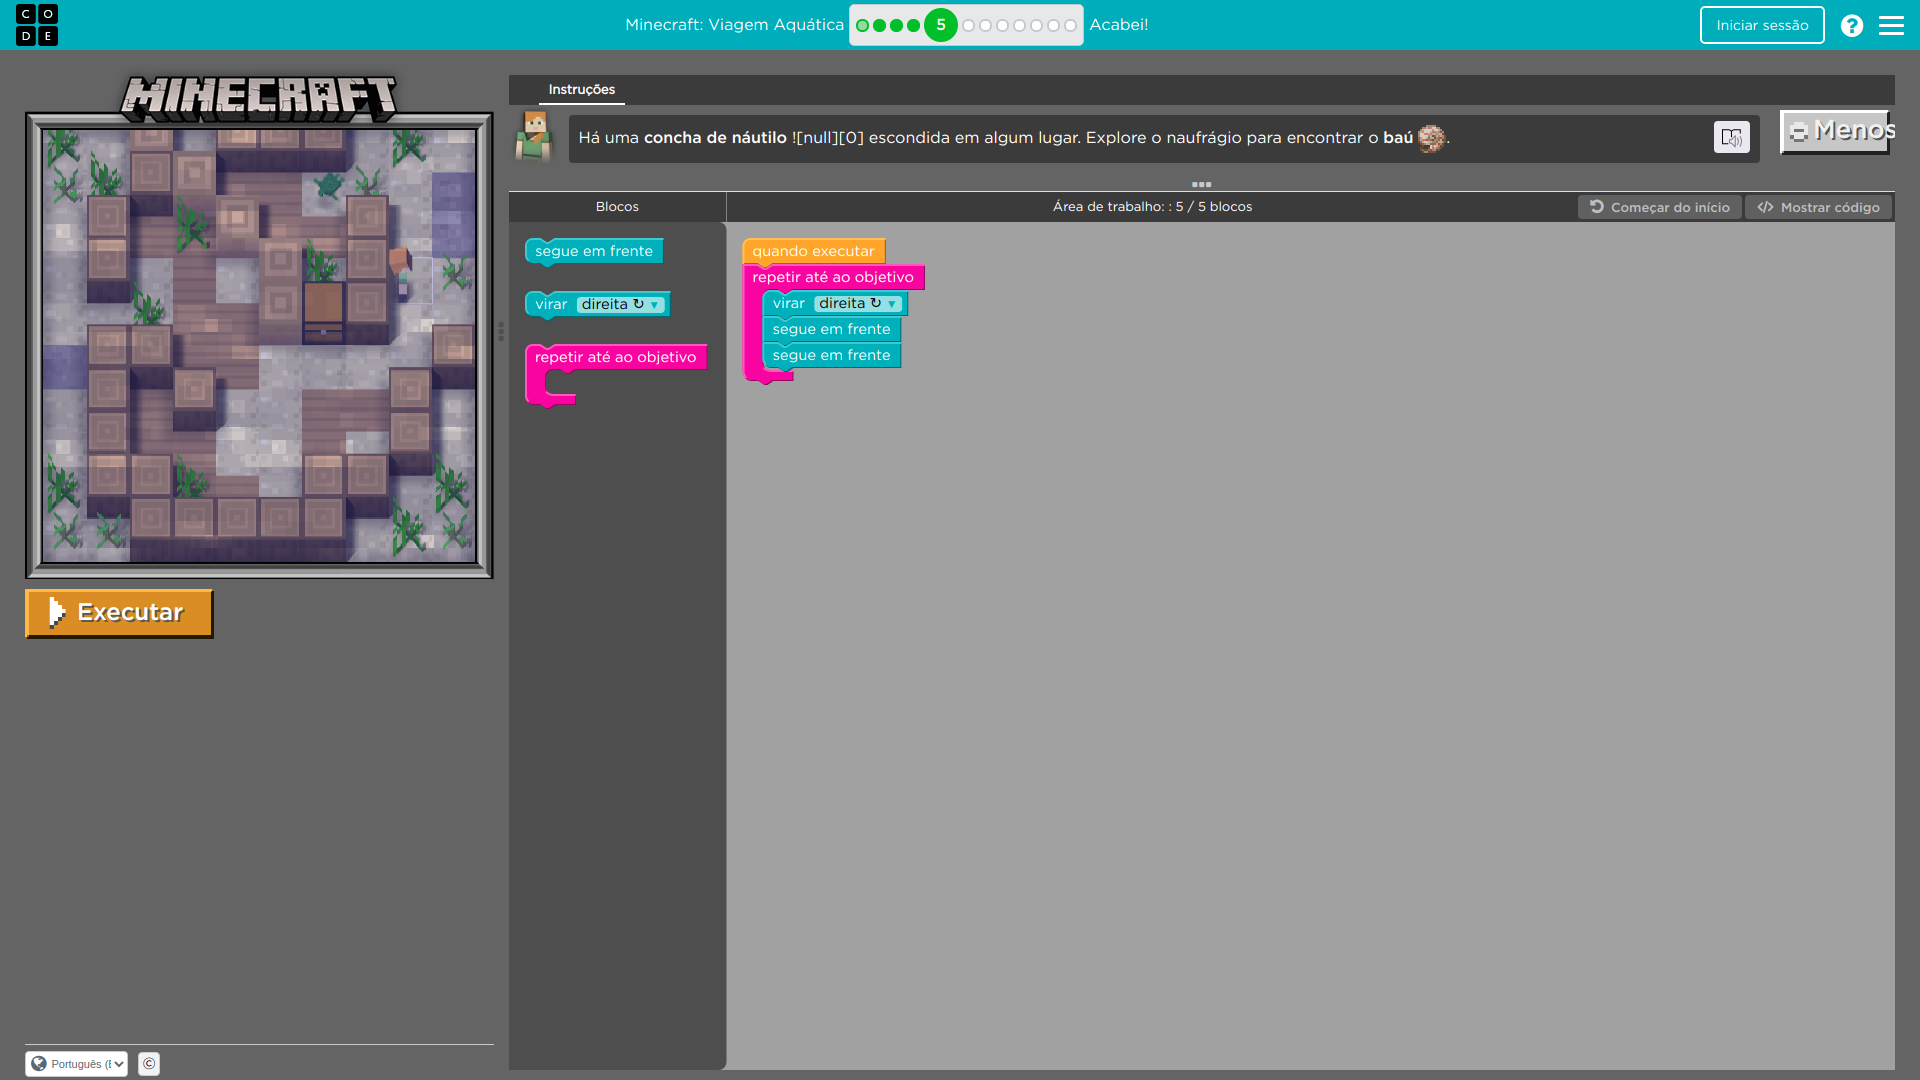 C O
D E
Minecraft: Viagem Aquática
5
Acabei!
Iniciar sessão
?
MINECRAFT
Instruções
Há uma concha de náutilo ![null][0] escondida em algum lugar. Explore o naufrágio para encontrar o baú .
Menos
Blocos
Área de trabalho: : 5 / 5 blocos
Começar do início
</> Mostrar código
segue em frente
virar direita ↻ ▼
repetir até ao objetivo
quando executar
repetir até ao objetivo
virar direita ↻ ▼
segue em frente
segue em frente
Executar
Português (
©